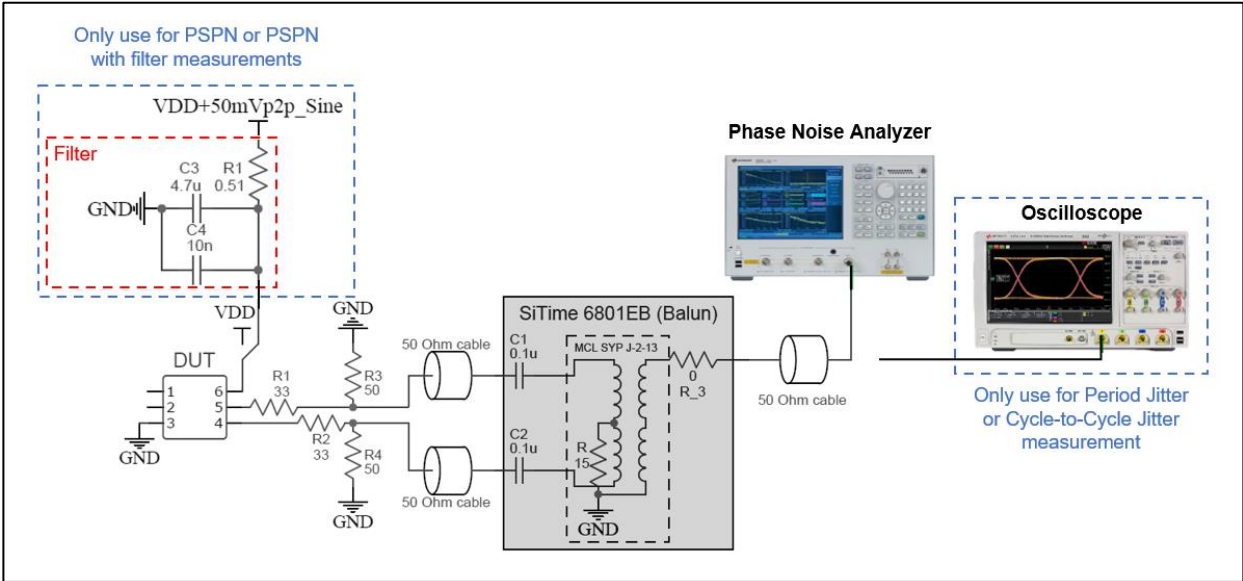 Only use for PSPN or PSPN
with filter measurements
VDD+50mVp2p_Sine
Filter
C3
4.7u
R1
0.51
GND
C4
10n
VDD
DUT
1
2
3
6
5
4
GND
R1
33
R2
33
GND
R3
50
R4
50
GND
50 Ohm cable
50 Ohm cable
SiTime 6801EB (Balun)
C1
0.1u
C2
0.1u
MCL SYP J-2-13
R
15
GND
0
R_3
50 Ohm cable
Phase Noise Analyzer
Oscilloscope
Only use for Period Jitter
or Cycle-to-Cycle Jitter
measurement